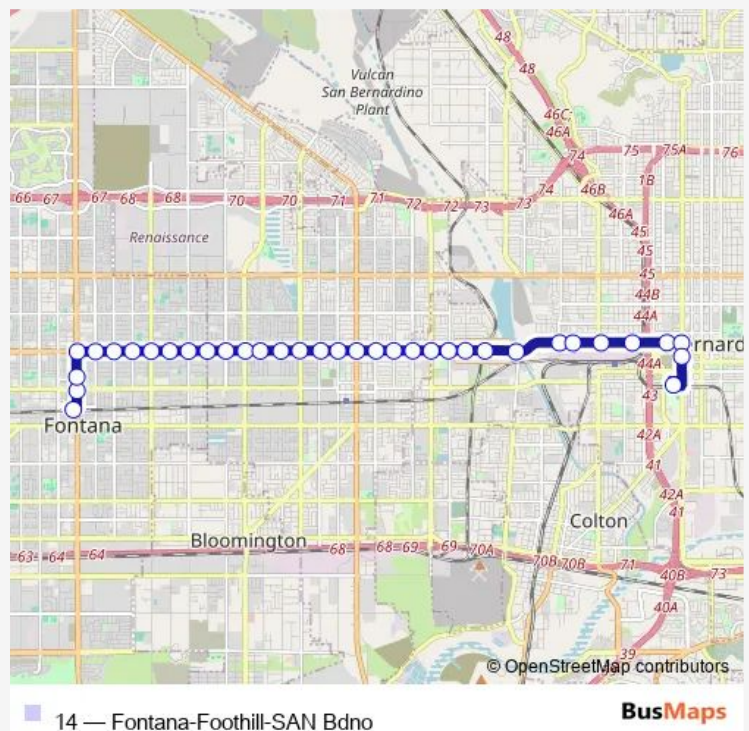 48
48
Vulcan
San Bernardino
Plant
46C;
46A
74
75
75A
76
66
67
67
68
68
70
70
71
71
72
72
73
73
74
46B
1B
46A
Renaissance
45
45
45
44B
44A
rnard
44A
43
Fontana
42A
41
42A
41
Colton
Bloomington
63
64
64
68
68
69
69
70A
70B
70B
71
40B
73
40A
39
© OpenStreetMap contributors
14 — Fontana-Foothill-SAN Bdno
BusMaps